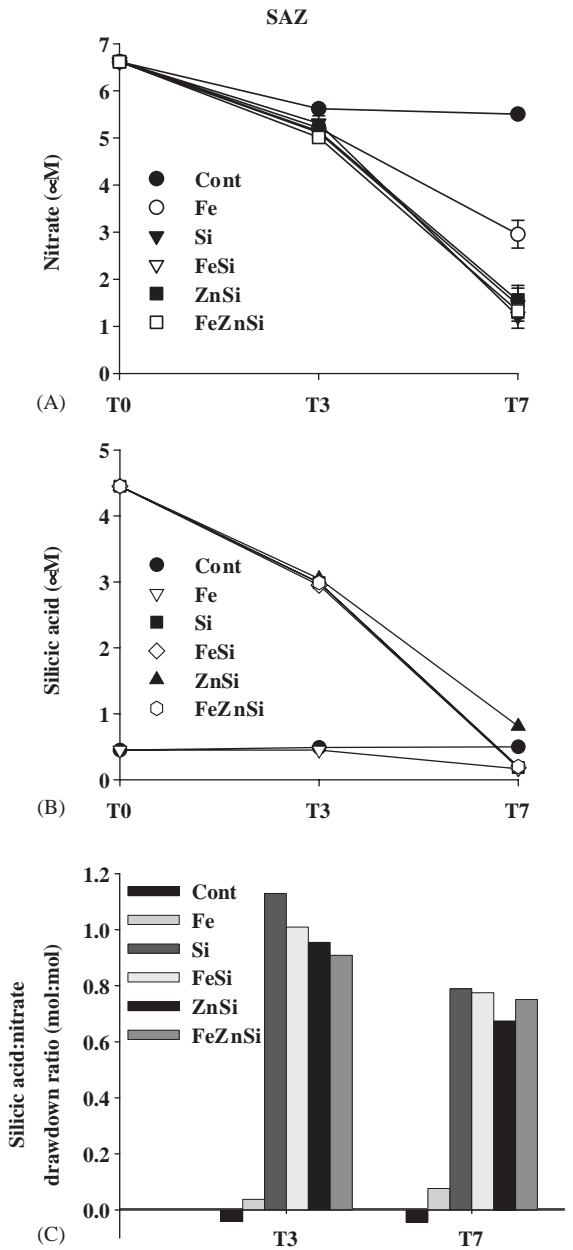 SAZ
7
6
5
4
3
2
1
0
Nitrate (∝M)
Cont
Fe
Si
FeSi
ZnSi
FeZnSi
(A)
T0 T3 T7
5
4
3
2
1
0
Silicic acid (∝M)
Cont
Fe
Si
FeSi
ZnSi
FeZnSi
(B)
T0 T3 T7
1.2
1.0
0.8
0.6
0.4
0.2
0.0
Silicic acid:nitrate
drawdown ratio (mol:mol)
Cont
Fe
Si
FeSi
ZnSi
FeZnSi
(C)
T3 T7